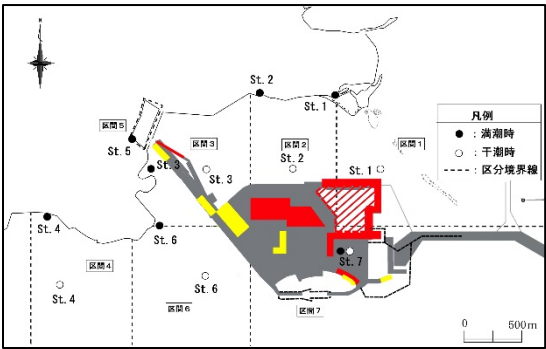 St. 2
St. 1
凡例
● : 満潮時
○ : 干潮時
---- : 区分境界線
区間5
St. 5
区間3
区間2
区間1
St. 3
St. 3
St. 2
St. 1
St. 4
St. 6
St. 7
区間4
St. 4
St. 6
区間6
区間7
0 500m